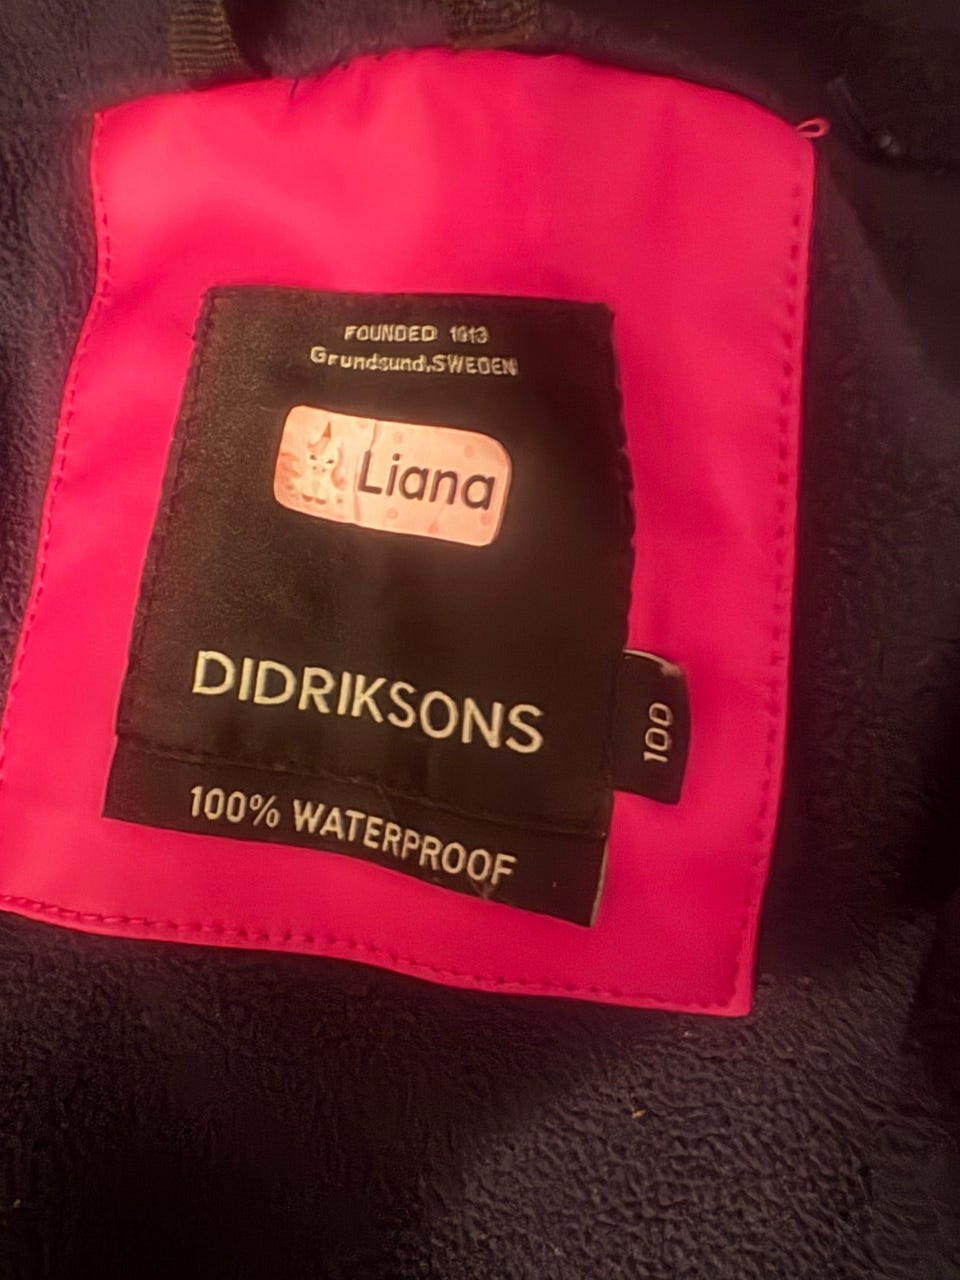 FOUNDED 1913
Grundsund, SWEDEN
Liana
DIDRIKSONS
100
100% WATERPROOF